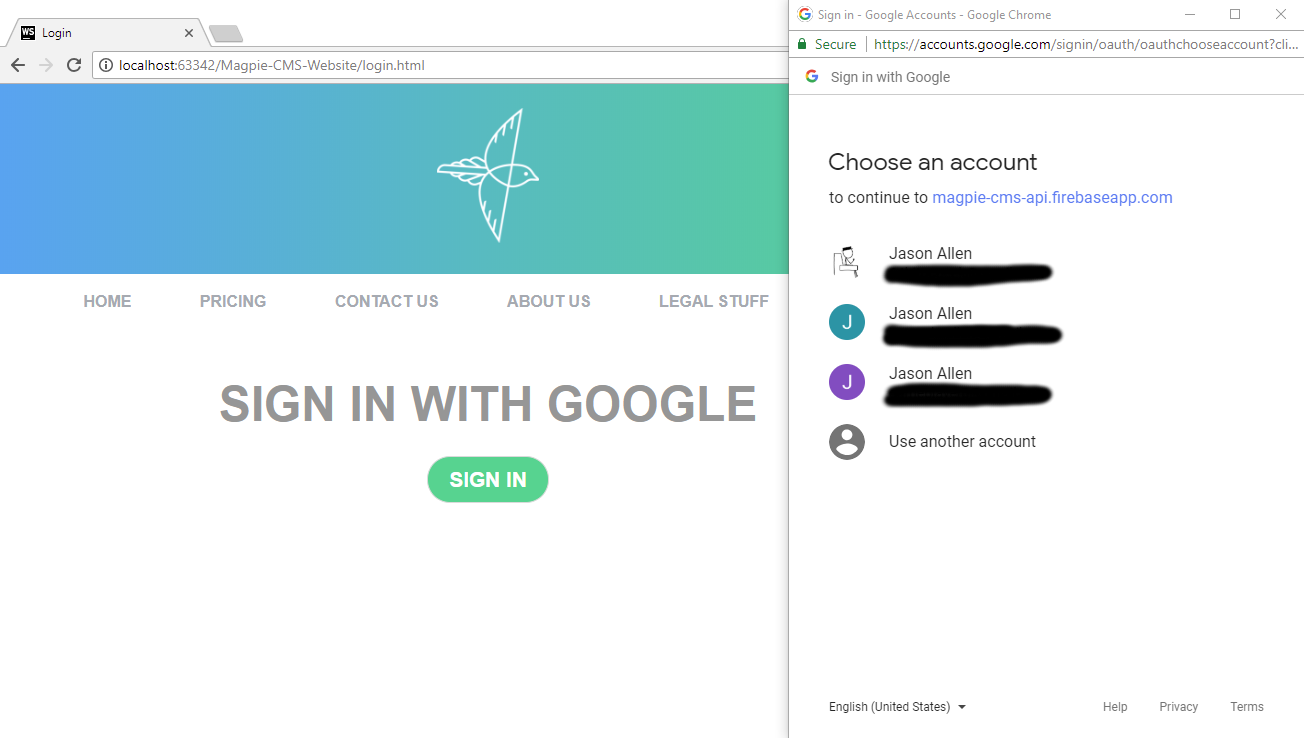 WS Login
localhost:63342/Magpie-CMS-Website/login.html
HOME PRICING CONTACT US ABOUT US LEGAL STUFF
SIGN IN WITH GOOGLE
SIGN IN
Sign in - Google Accounts - Google Chrome
Secure https://accounts.google.com/signin/oauth/oauthchooseaccount?cli...
Sign in with Google
Choose an account
to continue to magpie-cms-api.firebaseapp.com
Jason Allen
J Jason Allen
J Jason Allen
Use another account
English (United States) Help Privacy Terms